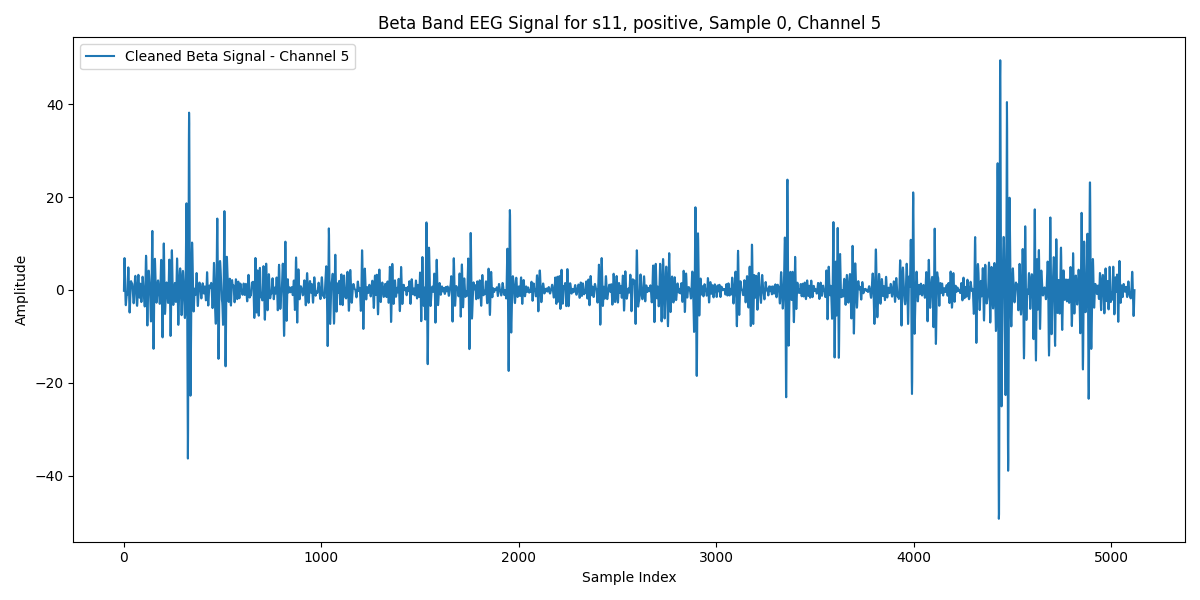 Beta Band EEG Signal for s11, positive, Sample 0, Channel 5
Cleaned Beta Signal - Channel 5
Amplitude
40
20
0
−20
−40
0 1000 2000 3000 4000 5000
Sample Index